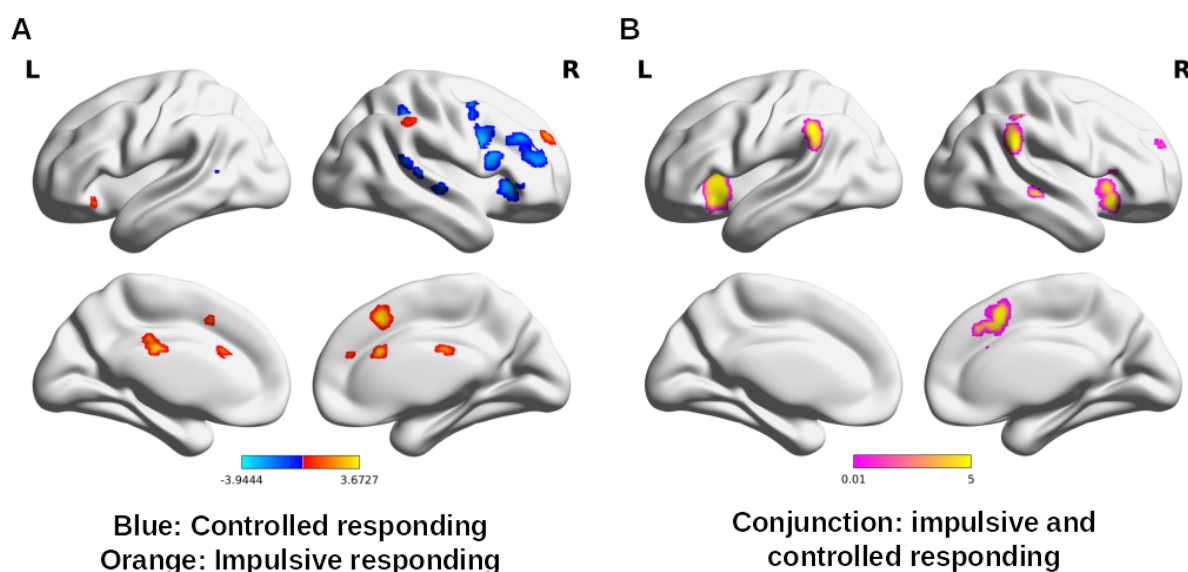 A
B
L
R
L
R
-3.9444
3.6727
0.01
5
Blue: Controlled responding
Orange: Impulsive responding
Conjunction: impulsive and
controlled responding